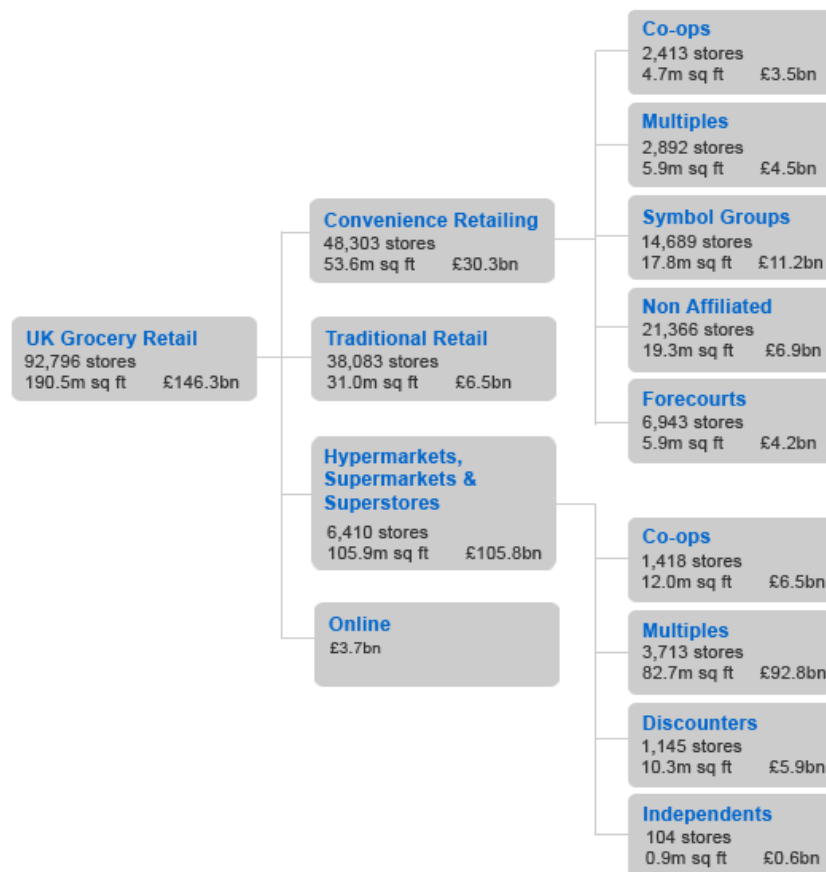 UK Grocery Retail
92,796 stores
190.5m sq ft £146.3bn
Convenience Retailing
48,303 stores
53.6m sq ft £30.3bn
Traditional Retail
38,083 stores
31.0m sq ft £6.5bn
Hypermarkets,
Supermarkets &
Superstores
6,410 stores
105.9m sq ft £105.8bn
Online
£3.7bn
Co-ops
2,413 stores
4.7m sq ft £3.5bn
Multiples
2,892 stores
5.9m sq ft £4.5bn
Symbol Groups
14,689 stores
17.8m sq ft £11.2bn
Non Affiliated
21,366 stores
19.3m sq ft £6.9bn
Forecourts
6,943 stores
5.9m sq ft £4.2bn
Co-ops
1,418 stores
12.0m sq ft £6.5bn
Multiples
3,713 stores
82.7m sq ft £92.8bn
Discounters
1,145 stores
10.3m sq ft £5.9bn
Independents
104 stores
0.9m sq ft £0.6bn